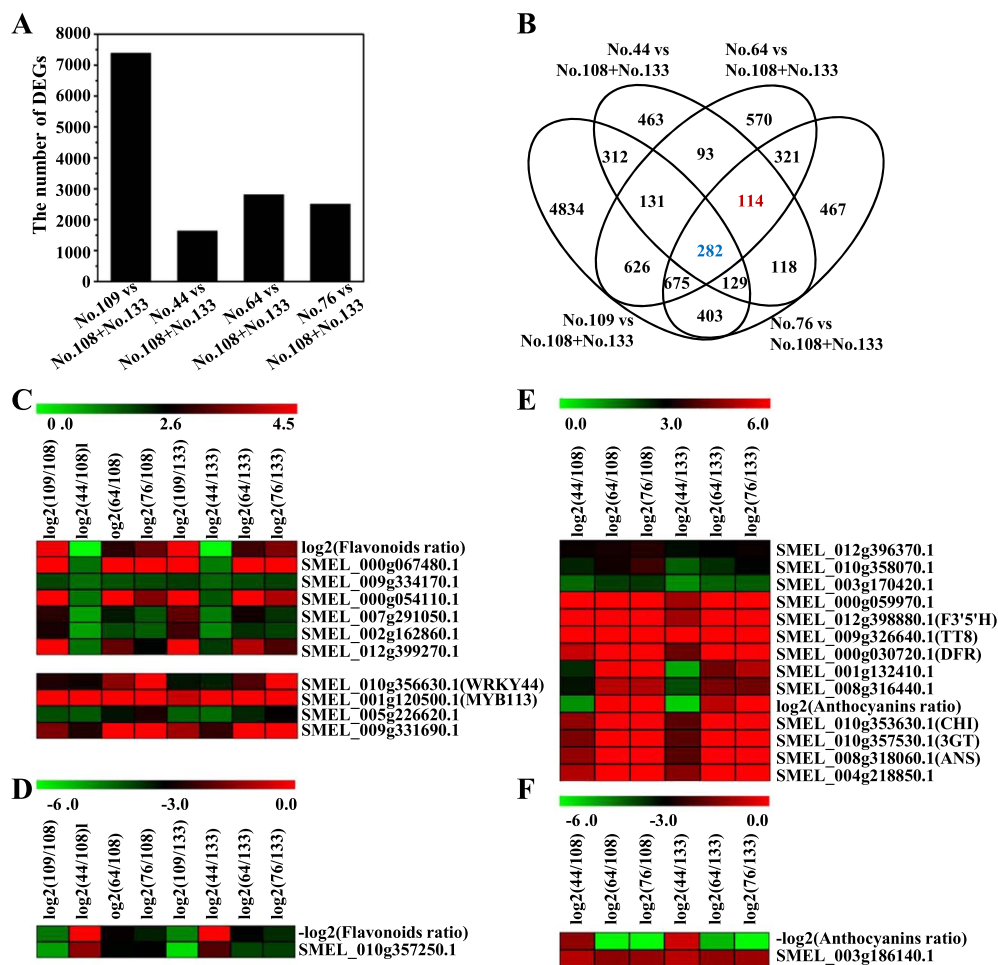 A
The number of DEGs
8000
7000
6000
5000
4000
3000
2000
1000
0
No.109 vs
No.108+No.133
No.44 vs
No.108+No.133
No.64 vs
No.108+No.133
No.76 vs
No.108+No.133
B
No.44 vs
No.108+No.133
No.64 vs
No.108+No.133
463
570
312
93
321
4834
131
114
467
282
626
675
129
118
403
No.109 vs
No.108+No.133
No.76 vs
No.108+No.133
C
0 .0
2.6
4.5
log2(109/108)
log2(44/108)l
og2(64/108)
log2(76/108)
log2(109/133)
log2(44/133)
log2(64/133)
log2(76/133)
log2(Flavonoids ratio)
SMEL_000g067480.1
SMEL_009g334170.1
SMEL_000g054110.1
SMEL_007g291050.1
SMEL_002g162860.1
SMEL_012g399270.1
SMEL_010g356630.1(WRKY44)
SMEL_001g120500.1(MYB113)
SMEL_005g226620.1
SMEL_009g331690.1
D
-6 .0
-3.0
0.0
log2(109/108)
log2(44/108)l
og2(64/108)
log2(76/108)
log2(109/133)
log2(44/133)
log2(64/133)
log2(76/133)
-log2(Flavonoids ratio)
SMEL_010g357250.1
E
0.0
3.0
6.0
log2(44/108)
log2(64/108)
log2(76/108)
log2(44/133)
log2(64/133)
log2(76/133)
SMEL_012g396370.1
SMEL_010g358070.1
SMEL_003g170420.1
SMEL_000g059970.1
SMEL_012g398880.1(F3'5'H)
SMEL_009g326640.1(TT8)
SMEL_000g030720.1(DFR)
SMEL_001g132410.1
SMEL_008g316440.1
log2(Anthocyanins ratio)
SMEL_010g353630.1(CHI)
SMEL_010g357530.1(3GT)
SMEL_008g318060.1(ANS)
SMEL_004g218850.1
F
-6 .0
-3.0
0.0
log2(44/108)
log2(64/108)
log2(76/108)
log2(44/133)
log2(64/133)
log2(76/133)
-log2(Anthocyanins ratio)
SMEL_003g186140.1